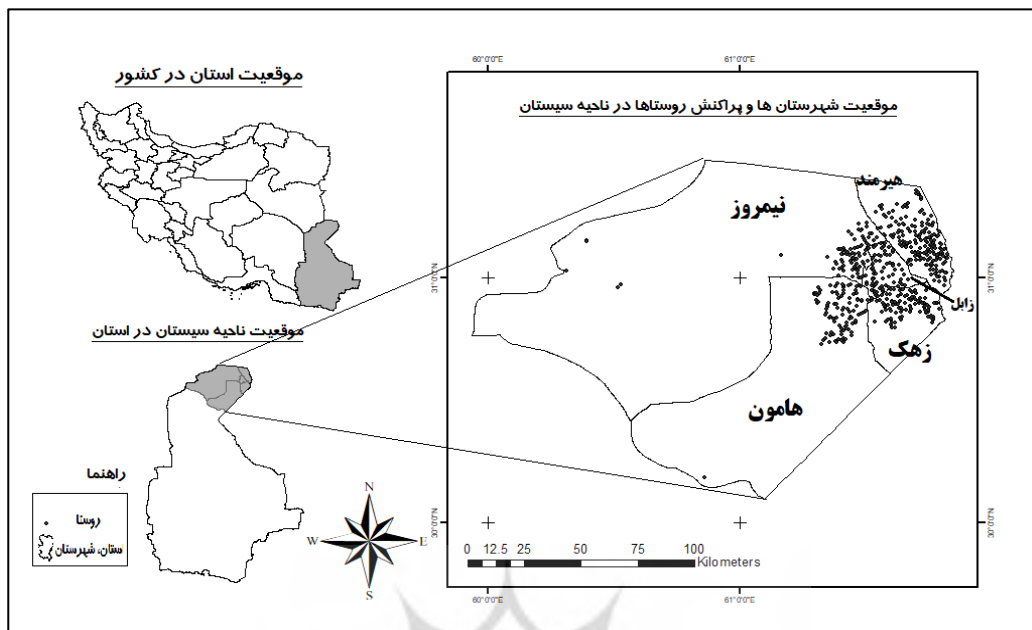 موقعیت استان در کشور
موقعیت ناحیه سیستان در استان
راهنما
روستا
استان، شهرستان
N
W
E
S
60°0'0"E
61°0'0"E
موقعیت شهرستان ها و پراکنش روستاها در ناحیه سیستان
هیرمند
نیمروز
31°0'0"N
31°0'0"N
زابل
زهک
هامون
30°0'0"N
30°0'0"N
0 12.5 25 50 75 100
Kilometers
60°0'0"E
61°0'0"E